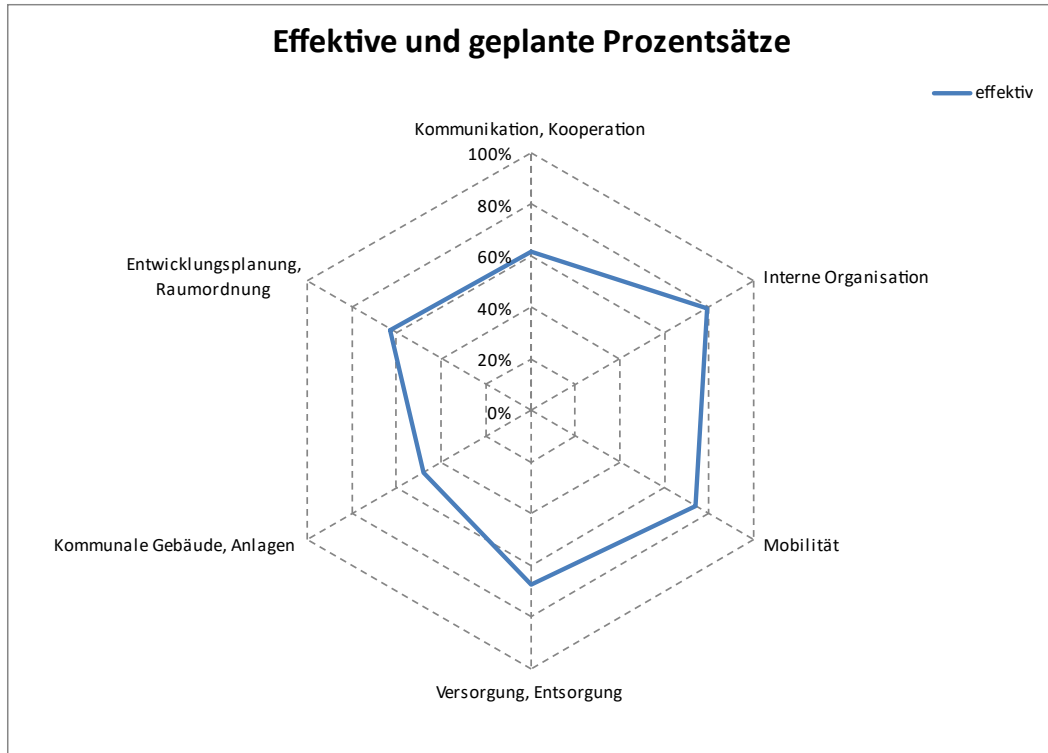 Effektive und geplante Prozentsätze
effektiv
Kommunikation, Kooperation
100%
80%
60%
40%
20%
0%
Interne Organisation
Mobilität
Versorgung, Entsorgung
Kommunale Gebäude, Anlagen
Entwicklungsplanung,
Raumordnung